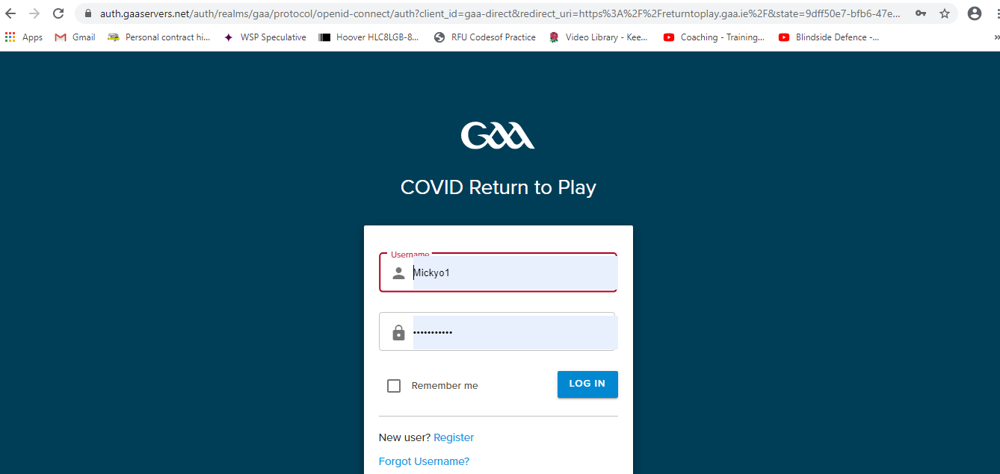 auth.gaaservers.net/auth/realms/gaa/protocol/openid-connect/auth?client_id=gaa-direct&redirect_uri=https%3A%2F%2Freturntoplay.gaa.ie%2F&state=9dff50e7-bfb6-47e...
Apps Gmail Personal contract hi... WSP Speculative Hoover HLC8LGB-8... RFU Codesof Practice Video Library - Kee... Coaching - Training... Blindside Defence -... »
GAA
COVID Return to Play
Username
Mickyo1
•••••••••••
Remember me LOG IN
New user? Register
Forgot Username?